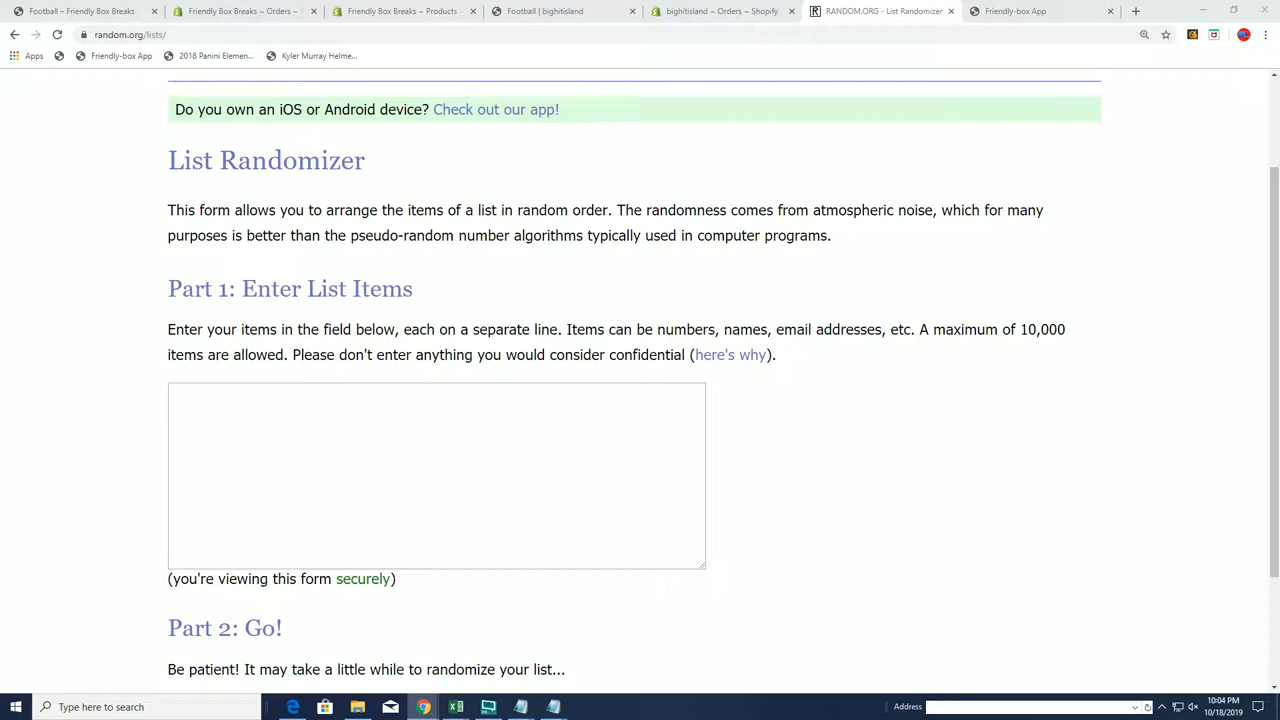 Football – Friendly Box Breaks
Friendly Box Breaks ~ Orders ~ S
Friendly Box Breaks ~ Products ~
Football | bighitisland
bighitisland ~ Orders ~ Shopify
RANDOM.ORG - List Randomizer
Friendly-box App
random.org/lists/
Apps
Friendly-box App
2018 Panini Elemen...
Kyler Murray Helme...
Do you own an iOS or Android device? Check out our app!
List Randomizer
This form allows you to arrange the items of a list in random order. The randomness comes from atmospheric noise, which for many
purposes is better than the pseudo-random number algorithms typically used in computer programs.
Part 1: Enter List Items
Enter your items in the field below, each on a separate line. Items can be numbers, names, email addresses, etc. A maximum of 10,000
items are allowed. Please don't enter anything you would consider confidential (here's why).
(you're viewing this form securely)
Part 2: Go!
Be patient! It may take a little while to randomize your list...
Type here to search
Address
10:04 PM
10/18/2019